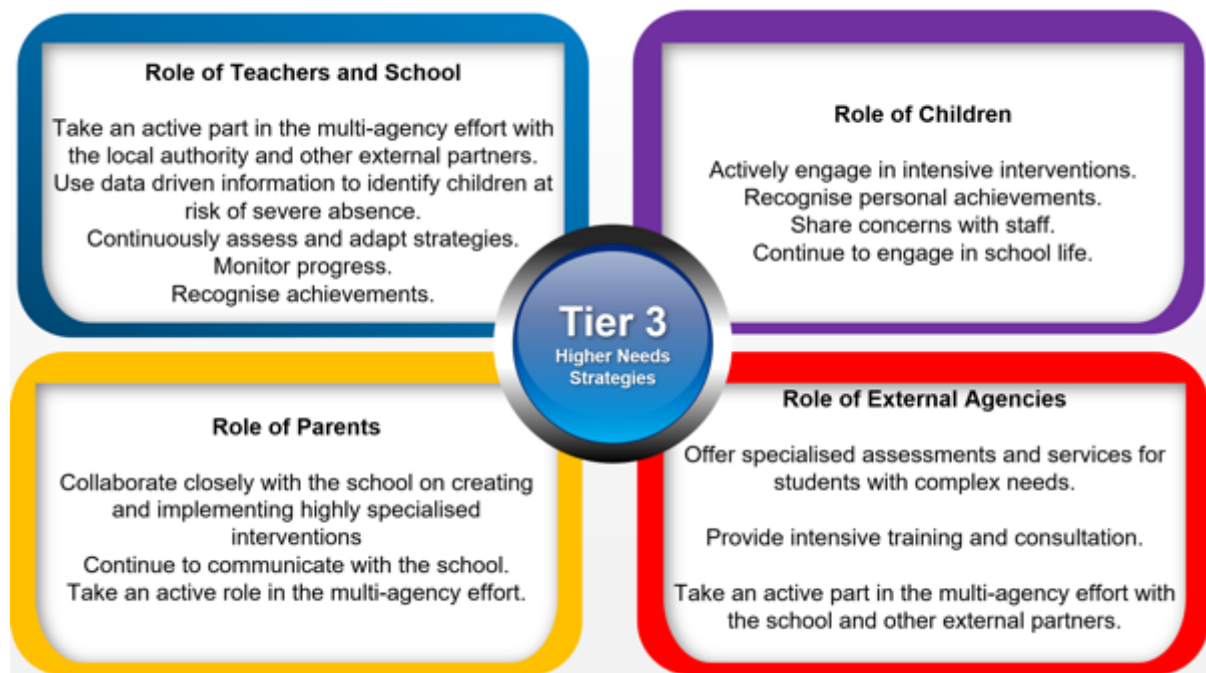 Role of Teachers and School
Take an active part in the multi-agency effort with
the local authority and other external partners.
Use data driven information to identify children at
risk of severe absence.
Continuously assess and adapt strategies.
Monitor progress.
Recognise achievements.
Role of Children
Actively engage in intensive interventions.
Recognise personal achievements.
Share concerns with staff.
Continue to engage in school life.
Tier 3
Higher Needs
Strategies
Role of Parents
Collaborate closely with the school on creating
and implementing highly specialised
interventions
Continue to communicate with the school.
Take an active role in the multi-agency effort.
Role of External Agencies
Offer specialised assessments and services for
students with complex needs.
Provide intensive training and consultation.
Take an active part in the multi-agency effort with
the school and other external partners.